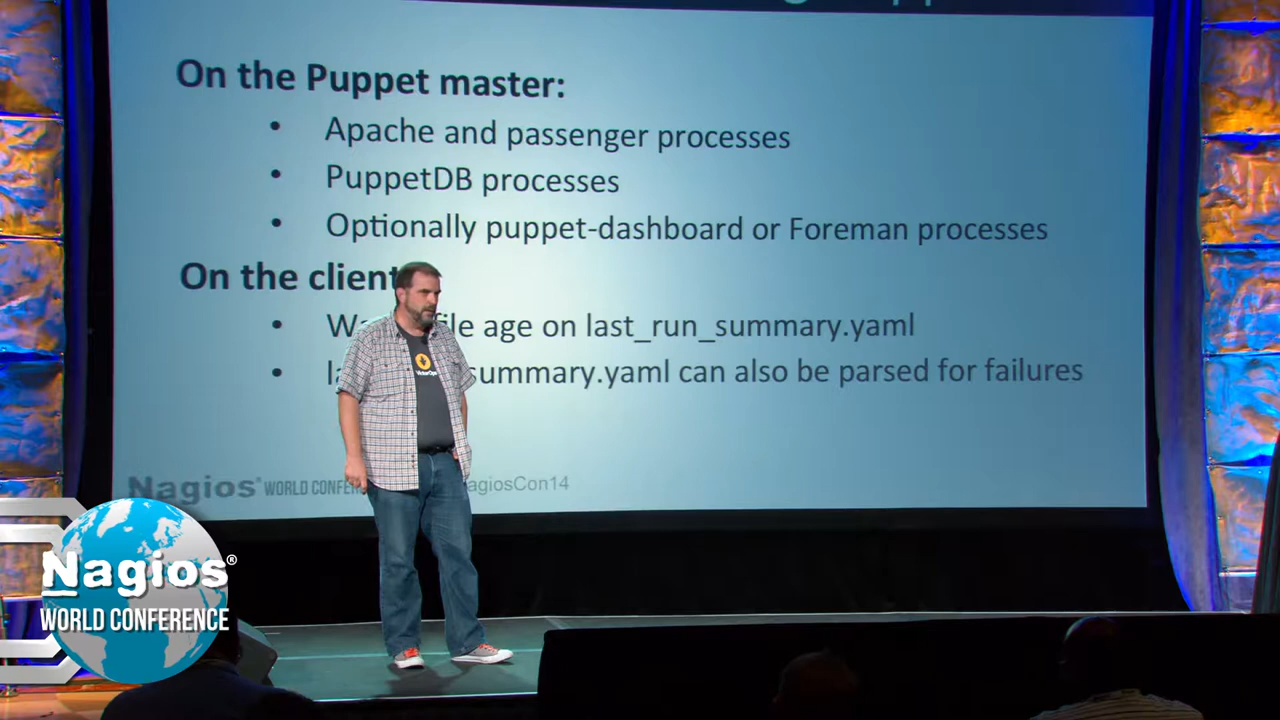 On the Puppet master:
• Apache and passenger processes
• PuppetDB processes
• Optionally puppet-dashboard or Foreman processes
On the client
• file age on last_run_summary.yaml
• summary.yaml can also be parsed for failures
VictorOps
Nagios® WORLD CONFERE
agiosCon14
Nagios®
WORLD CONFERENCE